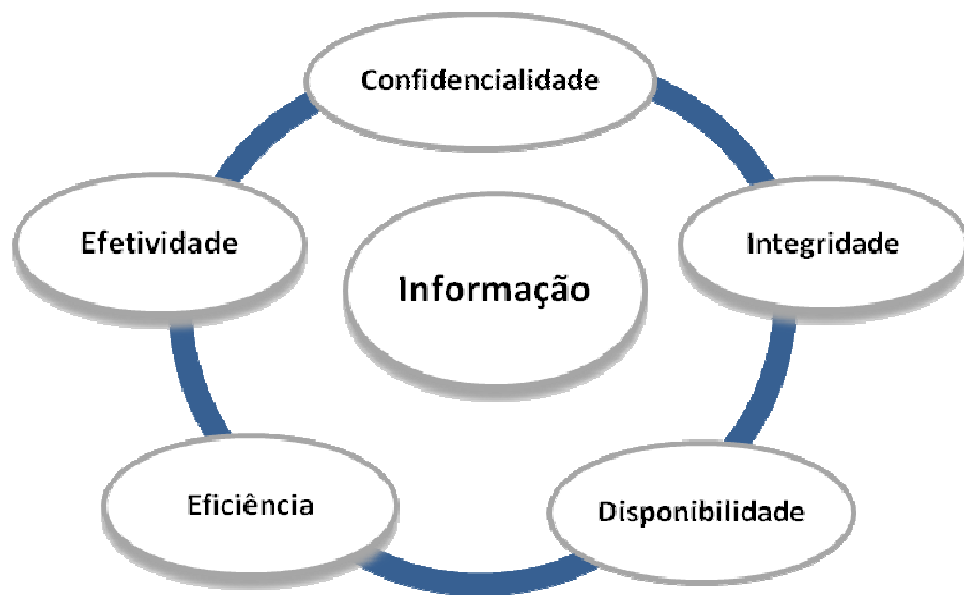 Confidencialidade
Efetividade
Integridade
Informação
Eficiência
Disponibilidade